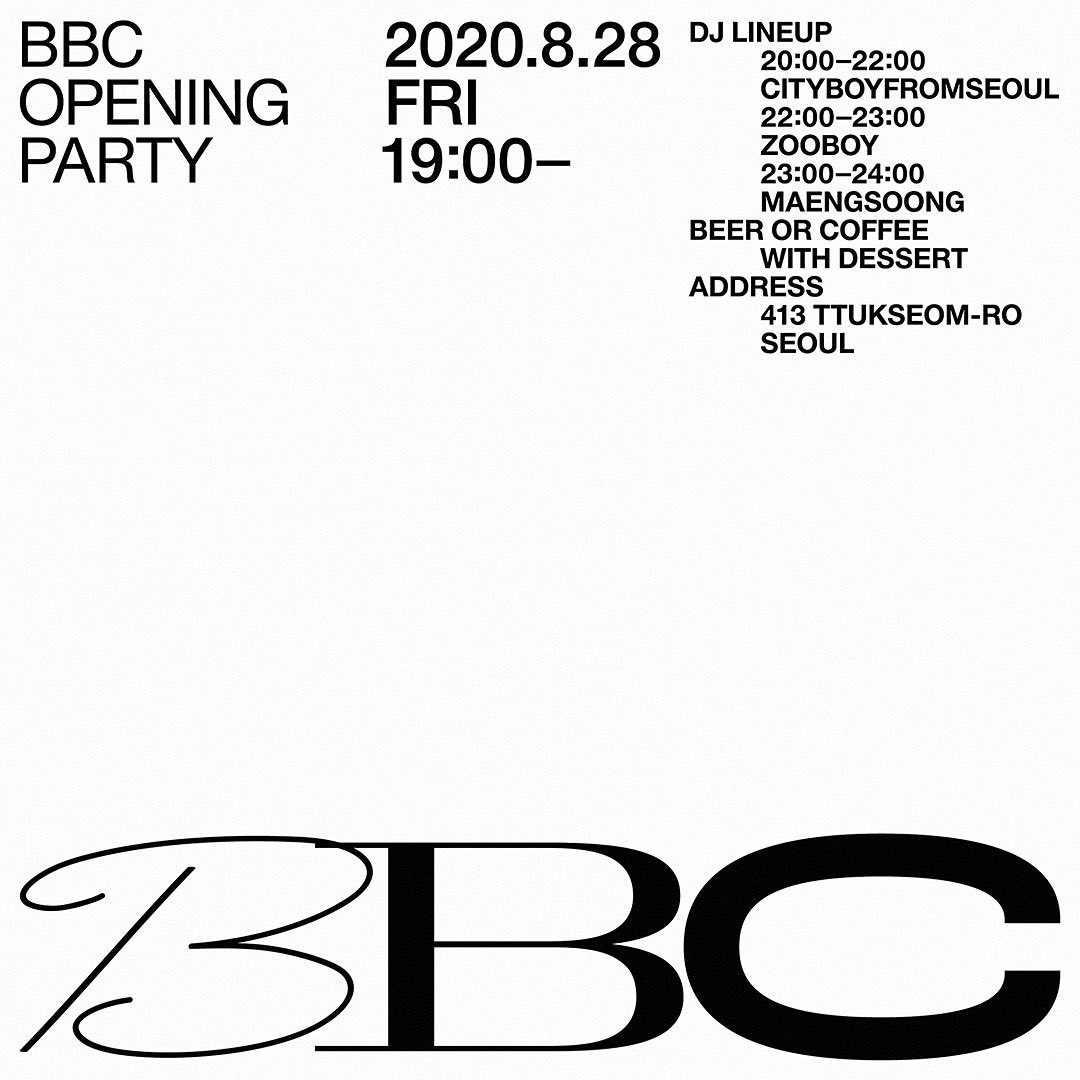 BBC
OPENING
PARTY
2020.8.28
FRI
19:00–
DJ LINEUP
20:00–22:00
CITYBOYFROMSEOUL
22:00–23:00
ZOOBOY
23:00–24:00
MAENGSOONG
BEER OR COFFEE
WITH DESSERT
ADDRESS
413 TTUKSEOM-RO
SEOUL
BBC